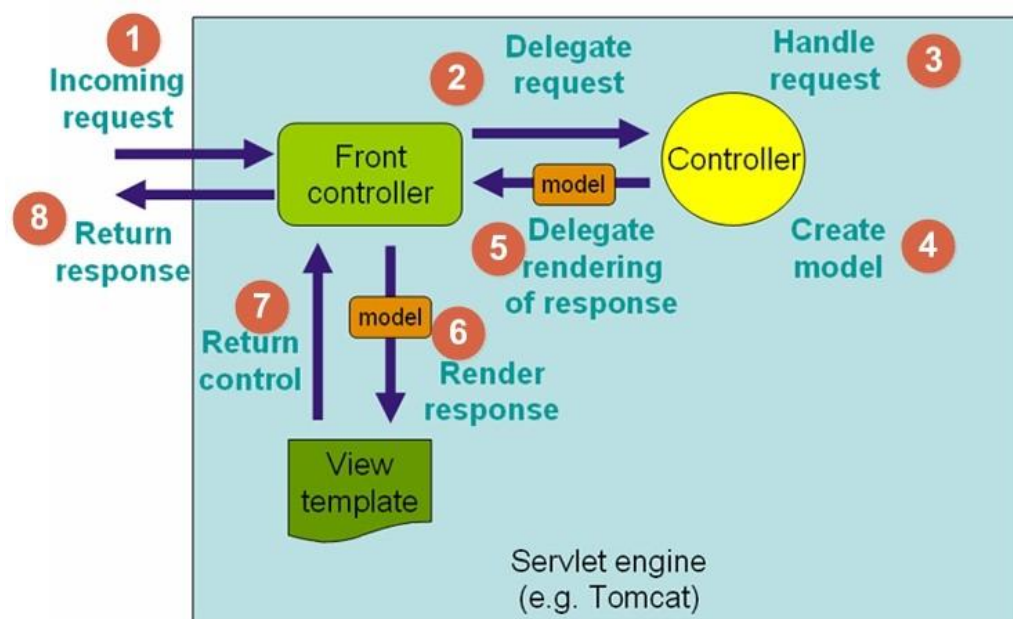 1
Incoming
request
2
Delegate
request
Handle
request
3
Front
controller
Controller
model
8
Return
response
5
Delegate
rendering
of response
Create
model
4
7
Return
control
model
6
Render
response
View
template
Servlet engine
(e.g. Tomcat)